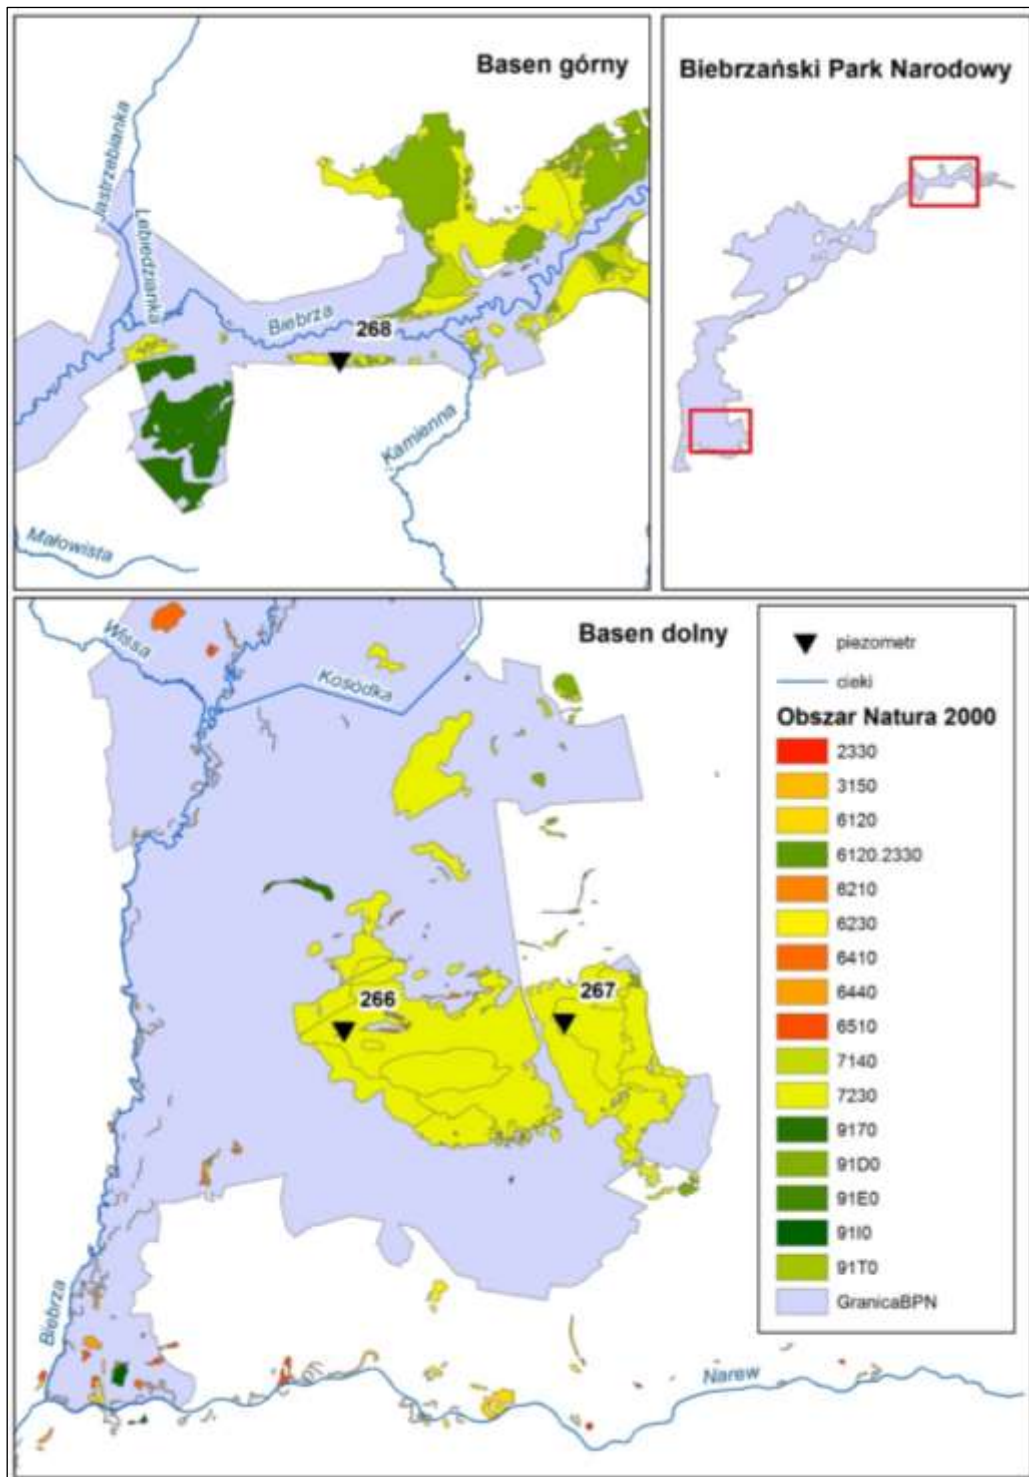 Basen górny
Biebrzański Park Narodowy
Jastrzebianka
Lebiedzianka
Biebrza
268
Kamienna
Małowista
Basen dolny
Wissa
Kosódka
266
267
Biebrza
Narew
piezometr
cieki
Obszar Natura 2000
2330
3150
6120
6120.2330
6210
6230
6410
6440
6510
7140
7230
9170
91D0
91E0
91I0
91T0
GranicaBPN